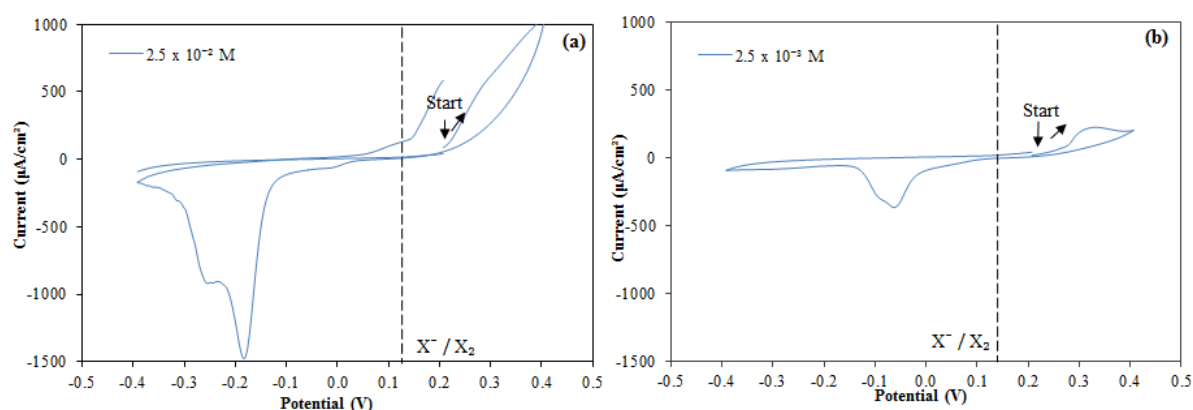 (a)
2.5 x 10⁻² M
Start
X⁻ / X₂
Current (µA/cm²)
1000
500
0
-500
-1000
-1500
-0.5 -0.4 -0.3 -0.2 -0.1 0.0 0.1 0.2 0.3 0.4 0.5
Potential (V)
(b)
2.5 x 10⁻³ M
Start
X⁻ / X₂
Current (µA/cm²)
1000
500
0
-500
-1000
-1500
-0.5 -0.4 -0.3 -0.2 -0.1 0.0 0.1 0.2 0.3 0.4 0.5
Potential (V)